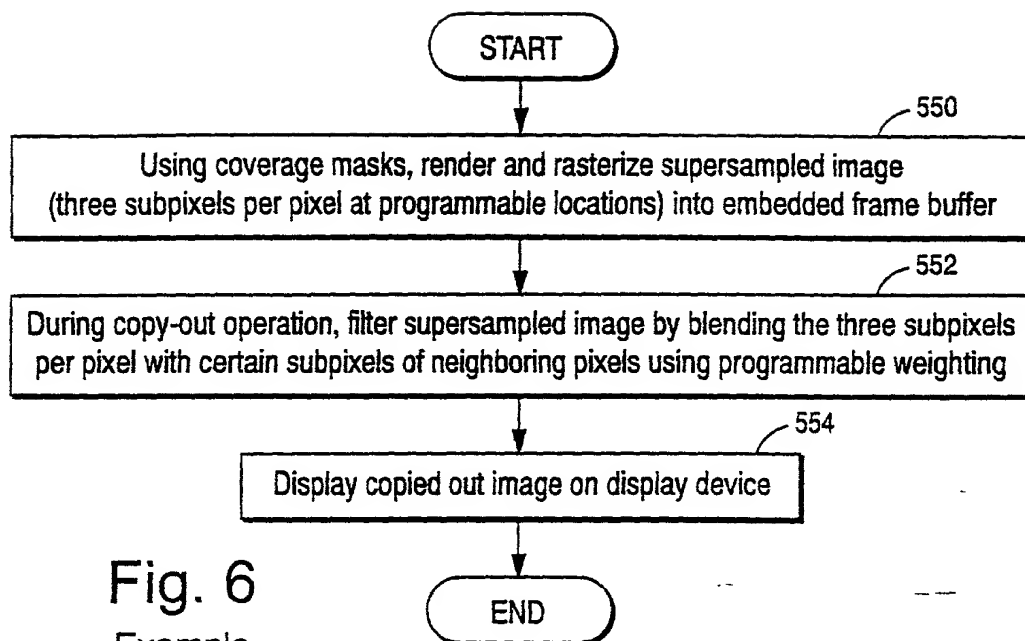 START
550
Using coverage masks, render and rasterize supersampled image
(three subpixels per pixel at programmable locations) into embedded frame buffer
552
During copy-out operation, filter supersampled image by blending the three subpixels
per pixel with certain subpixels of neighboring pixels using programmable weighting
554
Display copied out image on display device
Fig. 6
END
Example